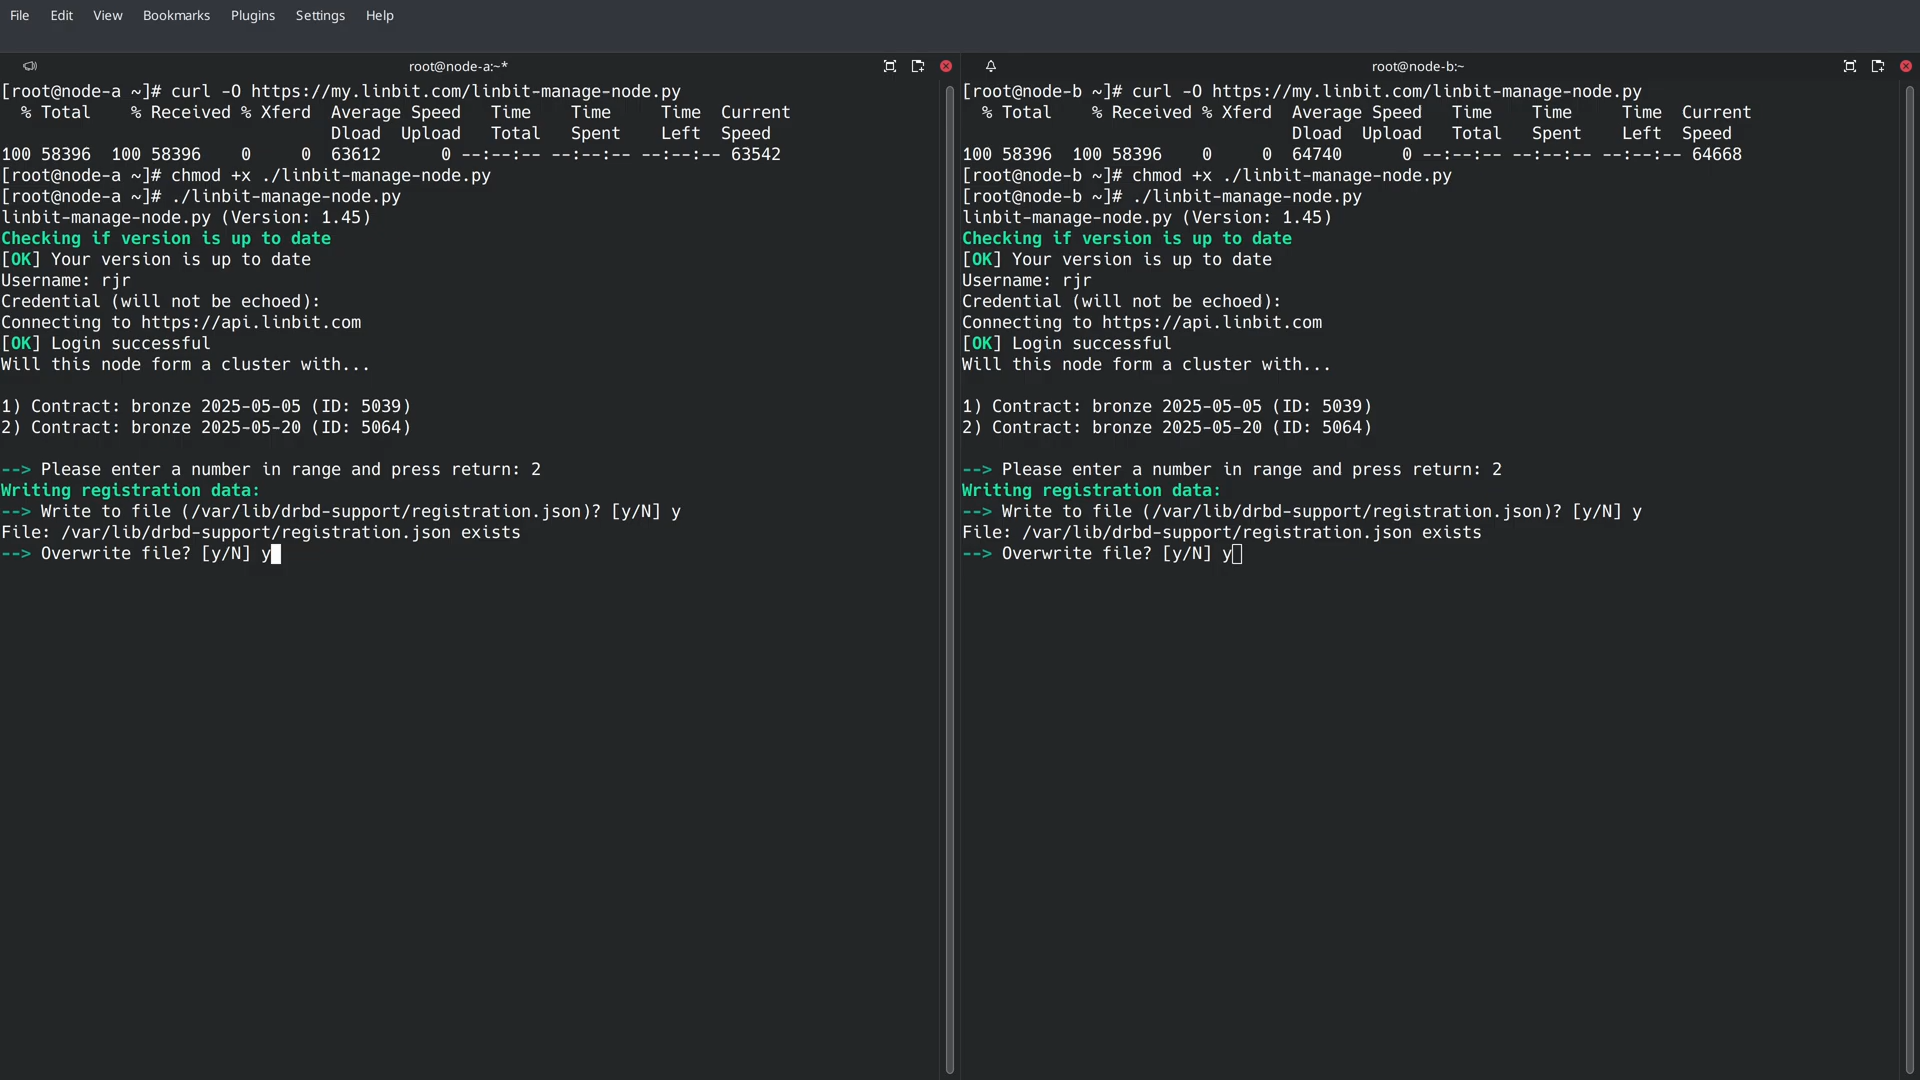 File Edit View Bookmarks Plugins Settings Help
root@node-a:~*
[root@node-a ~]# curl -O https://my.linbit.com/linbit-manage-node.py
% Total % Received % Xferd Average Speed Time Time Time Current
Dload Upload Total Spent Left Speed
100 58396 100 58396 0 0 63612 0 --:--:-- --:--:-- --:--:-- 63542
[root@node-a ~]# chmod +x ./linbit-manage-node.py
[root@node-a ~]# ./linbit-manage-node.py
linbit-manage-node.py (Version: 1.45)
Checking if version is up to date
[OK] Your version is up to date
Username: rjr
Credential (will not be echoed):
Connecting to https://api.linbit.com
[OK] Login successful
Will this node form a cluster with...
1) Contract: bronze 2025-05-05 (ID: 5039)
2) Contract: bronze 2025-05-20 (ID: 5064)
--> Please enter a number in range and press return: 2
Writing registration data:
--> Write to file (/var/lib/drbd-support/registration.json)? [y/N] y
File: /var/lib/drbd-support/registration.json exists
--> Overwrite file? [y/N] y
root@node-b:~
[root@node-b ~]# curl -O https://my.linbit.com/linbit-manage-node.py
% Total % Received % Xferd Average Speed Time Time Time Current
Dload Upload Total Spent Left Speed
100 58396 100 58396 0 0 64740 0 --:--:-- --:--:-- --:--:-- 64668
[root@node-b ~]# chmod +x ./linbit-manage-node.py
[root@node-b ~]# ./linbit-manage-node.py
linbit-manage-node.py (Version: 1.45)
Checking if version is up to date
[OK] Your version is up to date
Username: rjr
Credential (will not be echoed):
Connecting to https://api.linbit.com
[OK] Login successful
Will this node form a cluster with...
1) Contract: bronze 2025-05-05 (ID: 5039)
2) Contract: bronze 2025-05-20 (ID: 5064)
--> Please enter a number in range and press return: 2
Writing registration data:
--> Write to file (/var/lib/drbd-support/registration.json)? [y/N] y
File: /var/lib/drbd-support/registration.json exists
--> Overwrite file? [y/N] y